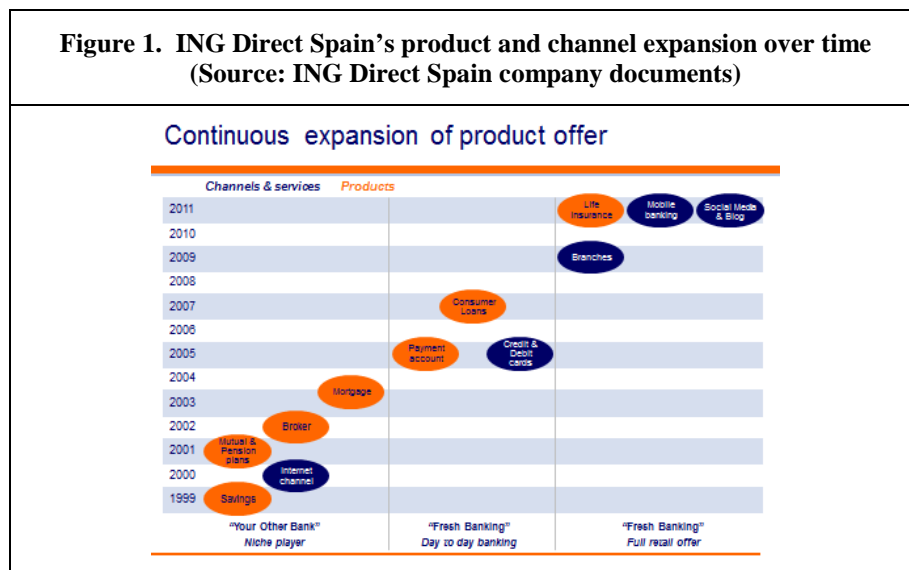 Figure 1. ING Direct Spain's product and channel expansion over time
(Source: ING Direct Spain company documents)
Continuous expansion of product offer
Channels & services Products
2011
Life
insurance
Mobile
banking
Social Media
& Blog
2010
2009
Branches
2008
2007
Consumer
Loans
2006
2005
Payment
account
Credit &
Debit
cards
2004
Mortgage
2003
2002
Broker
Mutual &
Pension
plans
2001
2000
Internet
channel
1999
Savings
"Your Other Bank"
Niche player
"Fresh Banking"
Day to day banking
"Fresh Banking"
Full retail offer